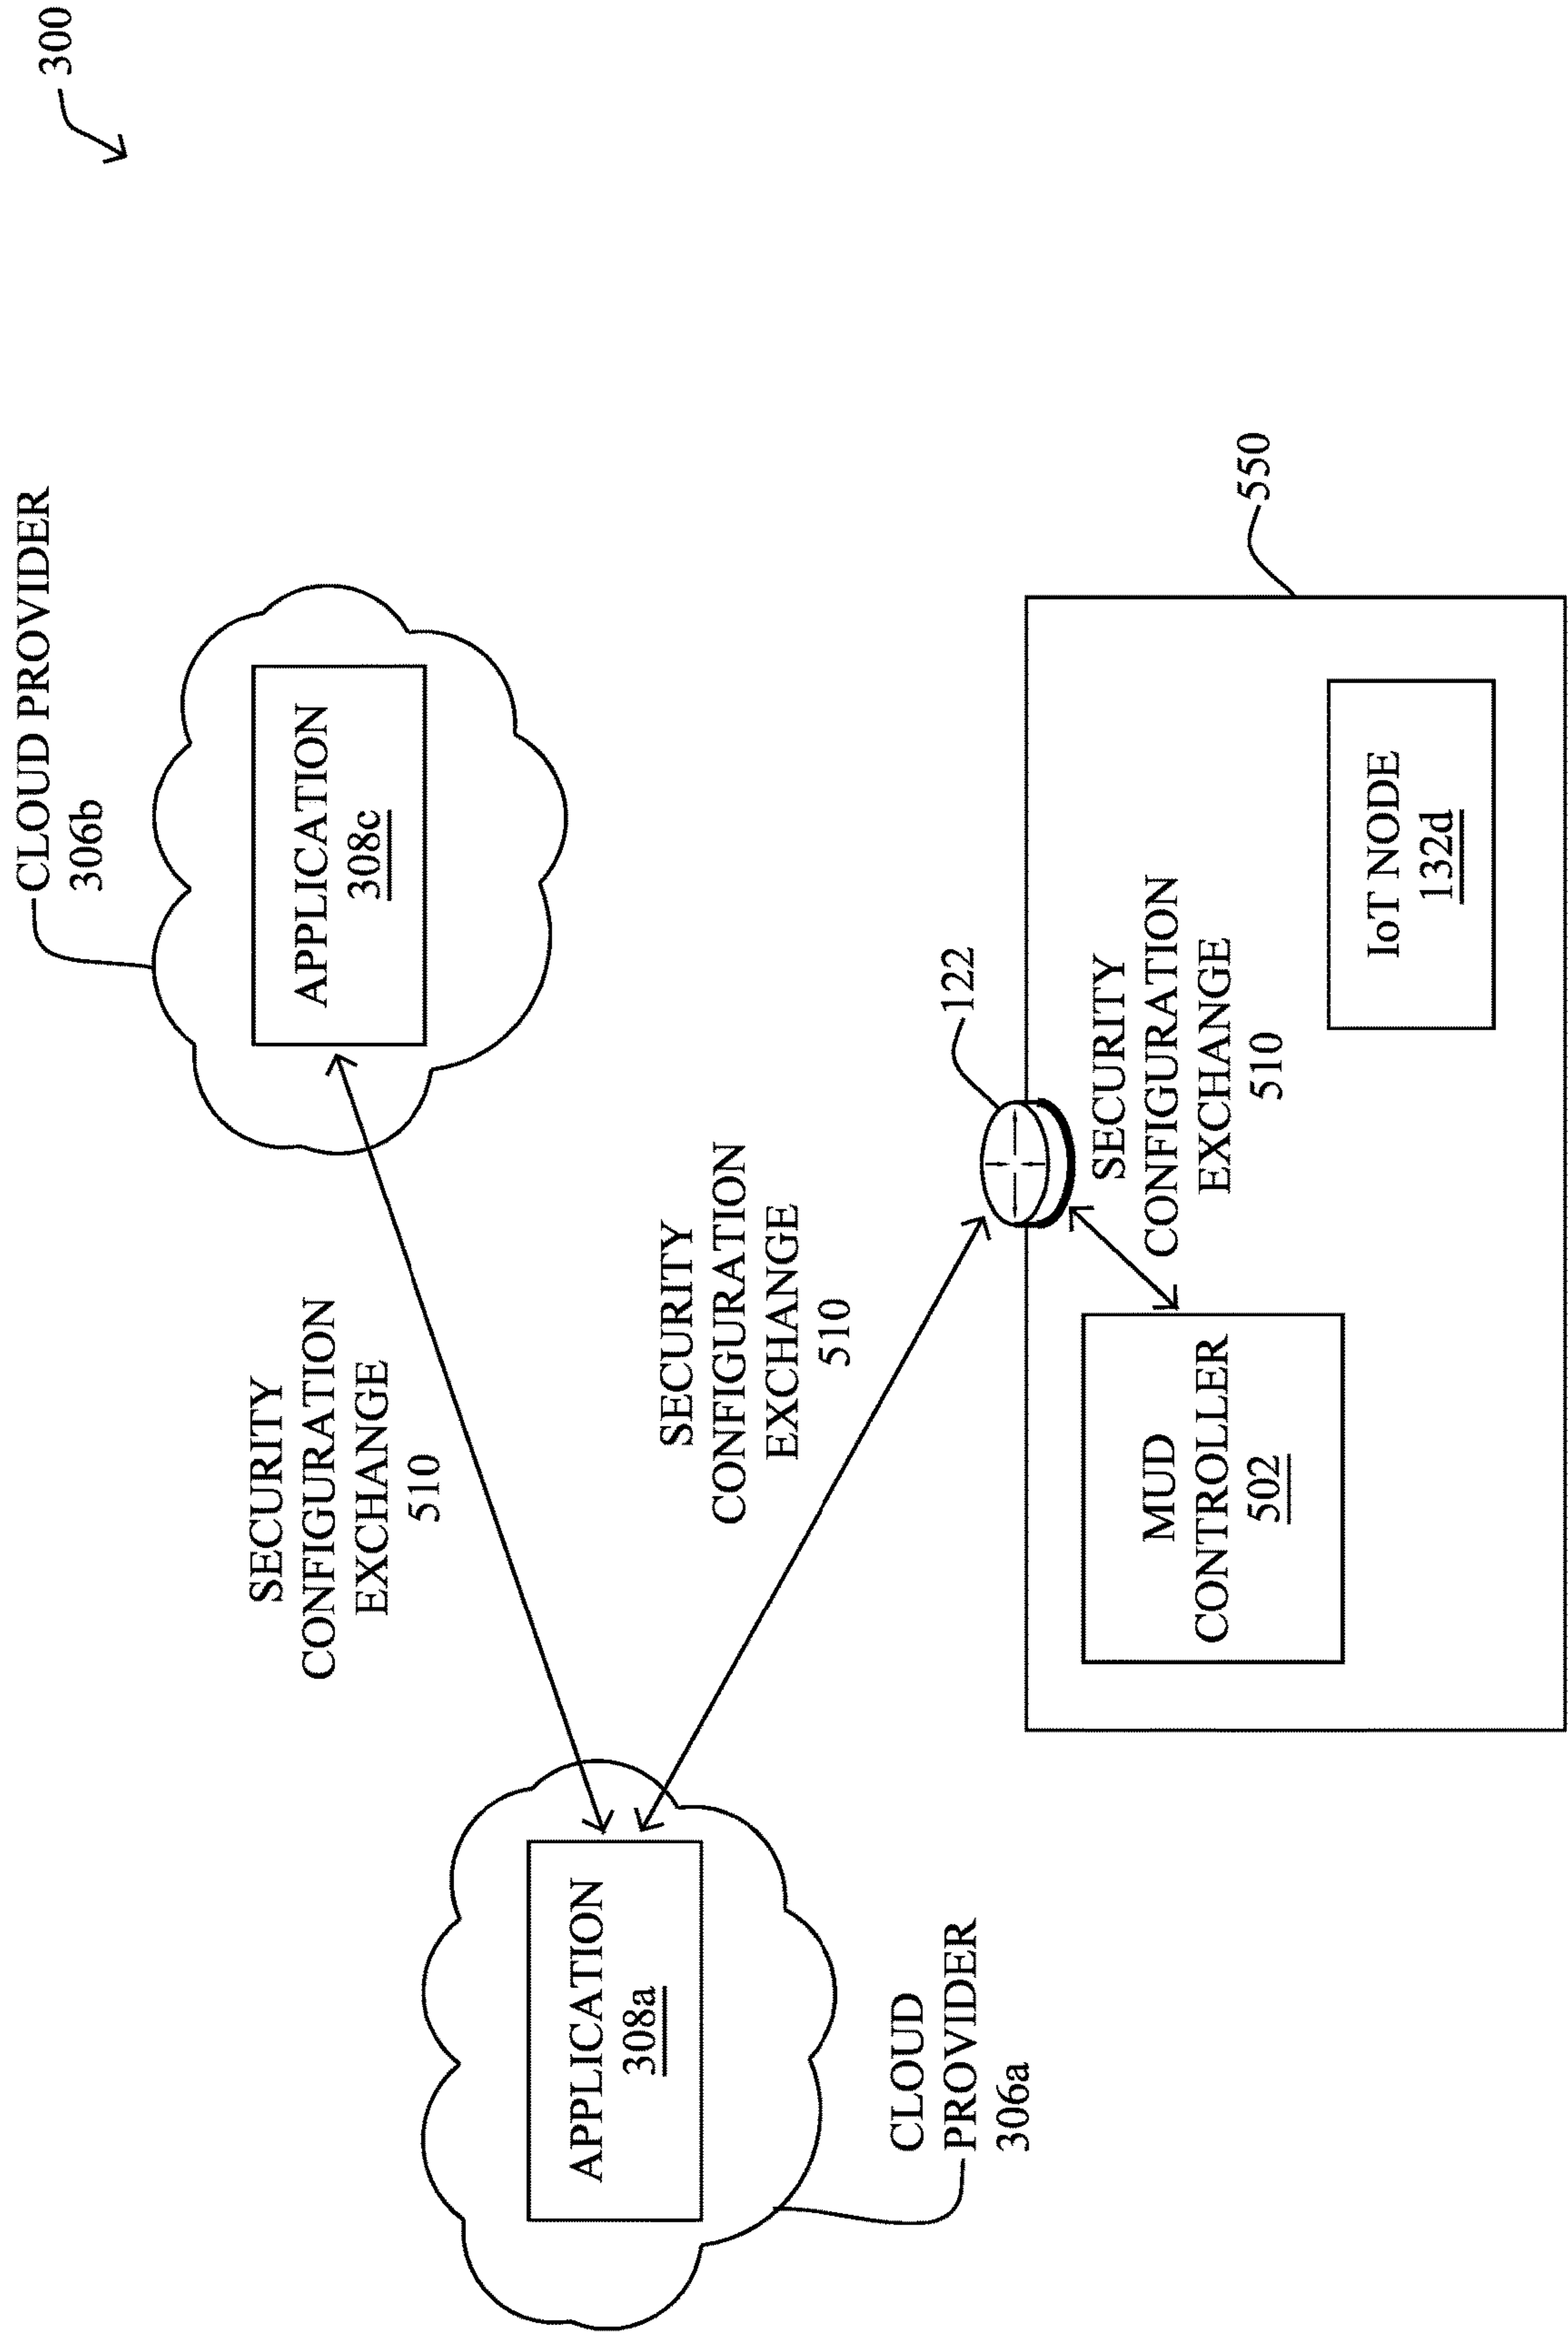 300
CLOUD PROVIDER
306b
APPLICATION
308c
SECURITY
CONFIGURATION
EXCHANGE
510
APPLICATION
308a
CLOUD
PROVIDER
306a
SECURITY
CONFIGURATION
EXCHANGE
510
122
SECURITY
CONFIGURATION
EXCHANGE
510
550
MUD
CONTROLLER
502
IoT NODE
132d